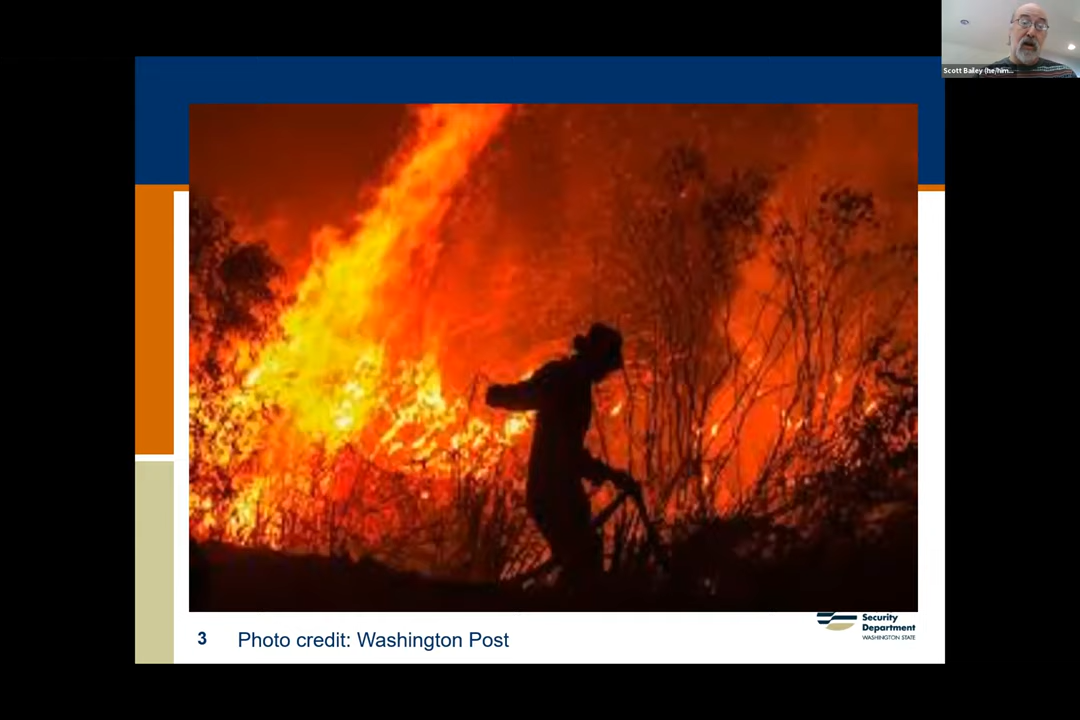 Scott Bailey (he/him...
3
Photo credit: Washington Post
Security
Department
WASHINGTON STATE